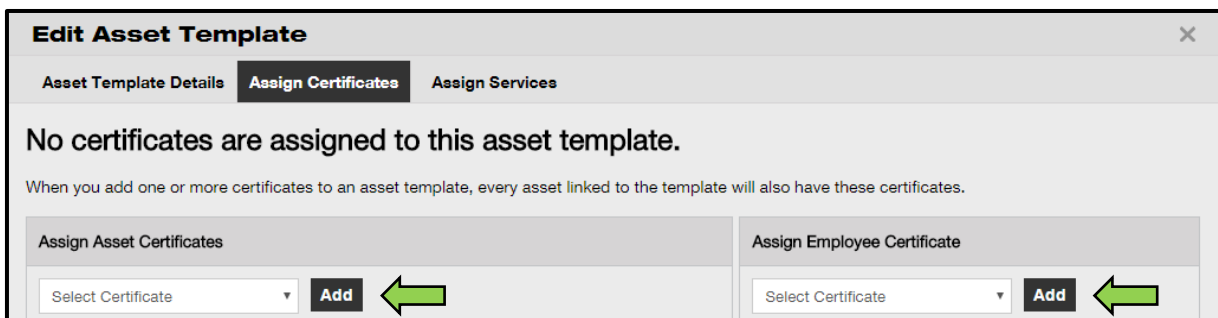 Edit Asset Template
Asset Template Details Assign Certificates Assign Services
No certificates are assigned to this asset template.
When you add one or more certificates to an asset template, every asset linked to the template will also have these certificates.
Assign Asset Certificates
Select Certificate Add
Assign Employee Certificate
Select Certificate Add